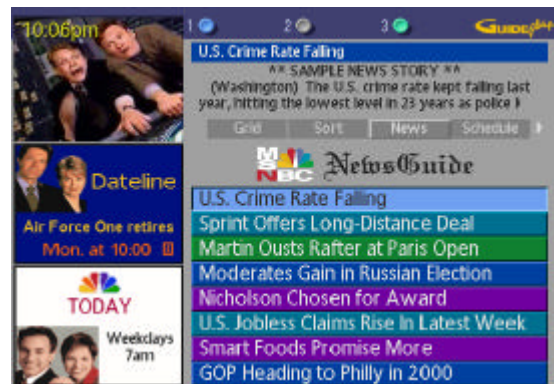 10:06pm
1 2 3 GUIDE Plus+
Dateline
Air Force One retires
Mon. at 10:00
TODAY
Weekdays
7am
U.S. Crime Rate Falling
** SAMPLE NEWS STORY **
(Washington) The U.S. crime rate kept falling last
year, hitting the lowest level in 23 years as police
Grid Sort News Schedule
MSNBC NewsGuide
U.S. Crime Rate Falling
Sprint Offers Long-Distance Deal
Martin Ousts Rafter at Paris Open
Moderates Gain in Russian Election
Nicholson Chosen for Award
U.S. Jobless Claims Rise In Latest Week
Smart Foods Promise More
GOP Heading to Philly in 2000